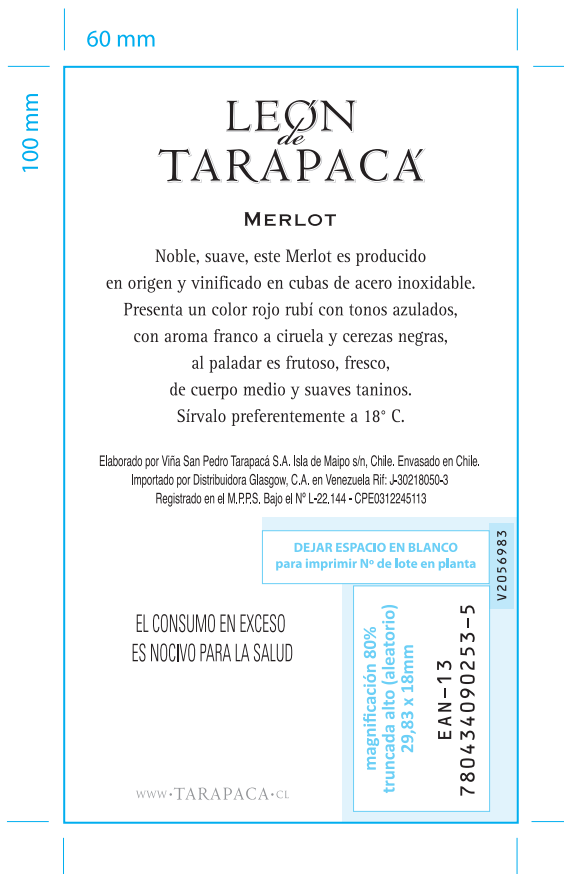 60 mm
100 mm
LEÓN
de
TARAPACÁ
MERLOT
Noble, suave, este Merlot es producido
en origen y vinificado en cubas de acero inoxidable.
Presenta un color rojo rubí con tonos azulados,
con aroma franco a ciruela y cerezas negras,
al paladar es frutoso, fresco,
de cuerpo medio y suaves taninos.
Sírvalo preferentemente a 18° C.
Elaborado por Viña San Pedro Tarapacá S.A. Isla de Maipo s/n, Chile. Envasado en Chile.
Importado por Distribuidora Glasgow, C.A. en Venezuela Rif: J-30218050-3
Registrado en el M.P.P.S. Bajo el Nº L-22.144 - CPE0312245113
DEJAR ESPACIO EN BLANCO
para imprimir Nº de lote en planta
V2056983
EL CONSUMO EN EXCESO
ES NOCIVO PARA LA SALUD
magnificación 80%
truncada alto (aleatorio)
29,83 x 18mm
EAN-13
780434090253-5
WWW·TARAPACA·CL